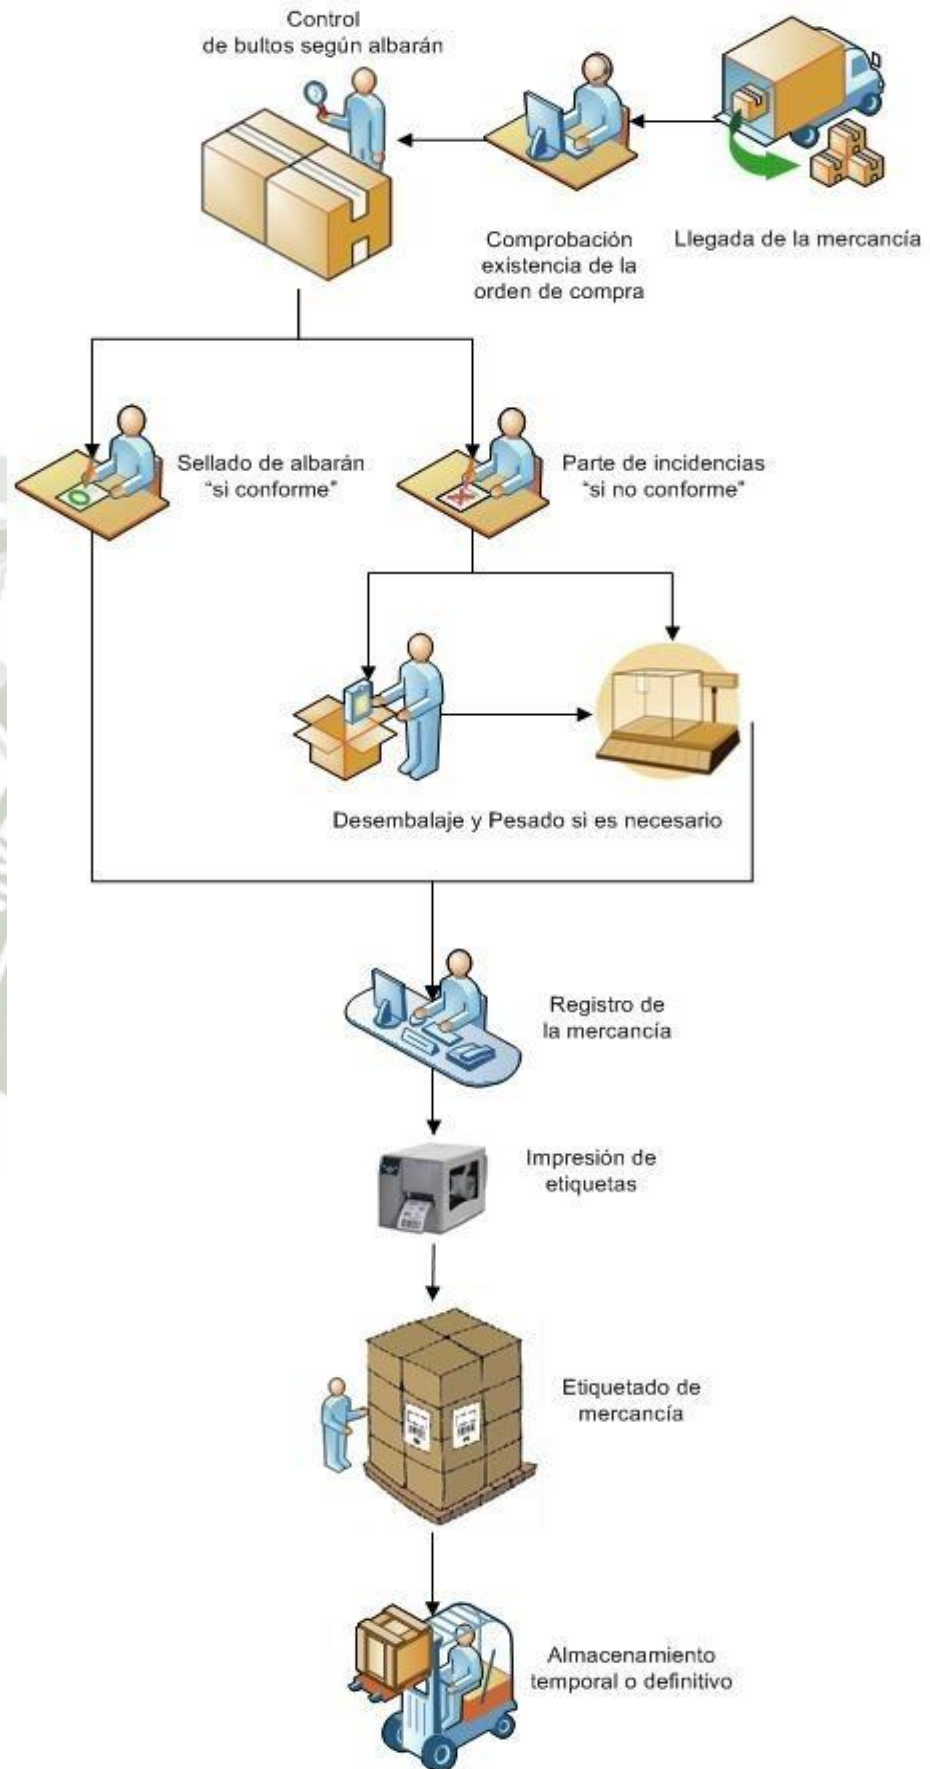 Control
de bultos según albarán
Comprobación
existencia de la
orden de compra
Llegada de la mercancía
Sellado de albarán
“si conforme”
Parte de incidencias
“si no conforme”
Desembalaje y Pesado si es necesario
Registro de
la mercancía
Impresión de
etiquetas
Etiquetado de
mercancía
Almacenamiento
temporal o definitivo